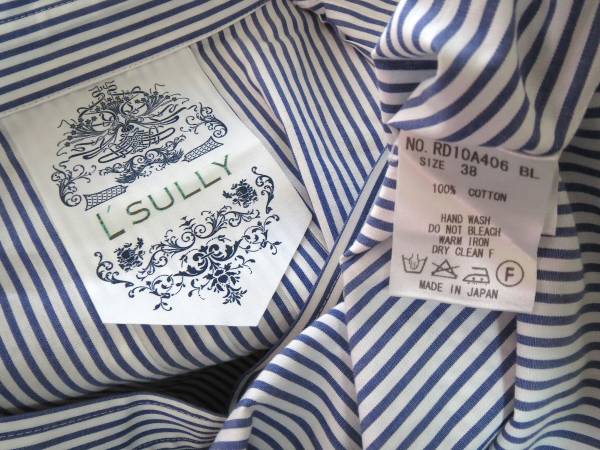 L'SULLY
NO. RD10A406 BL
SIZE 38
100% COTTON
HAND WASH
DO NOT BLEACH
WARM IRON
DRY CLEAN F
F
MADE IN JAPAN